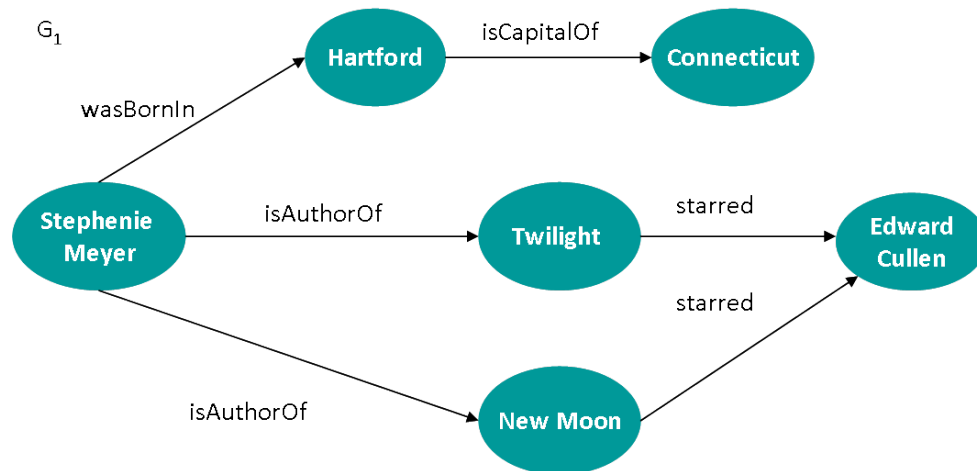 G₁
isCapitalOf
Hartford
Connecticut
wasBornIn
Stephenie
Meyer
isAuthorOf
Twilight
starred
Edward
Cullen
starred
isAuthorOf
New Moon